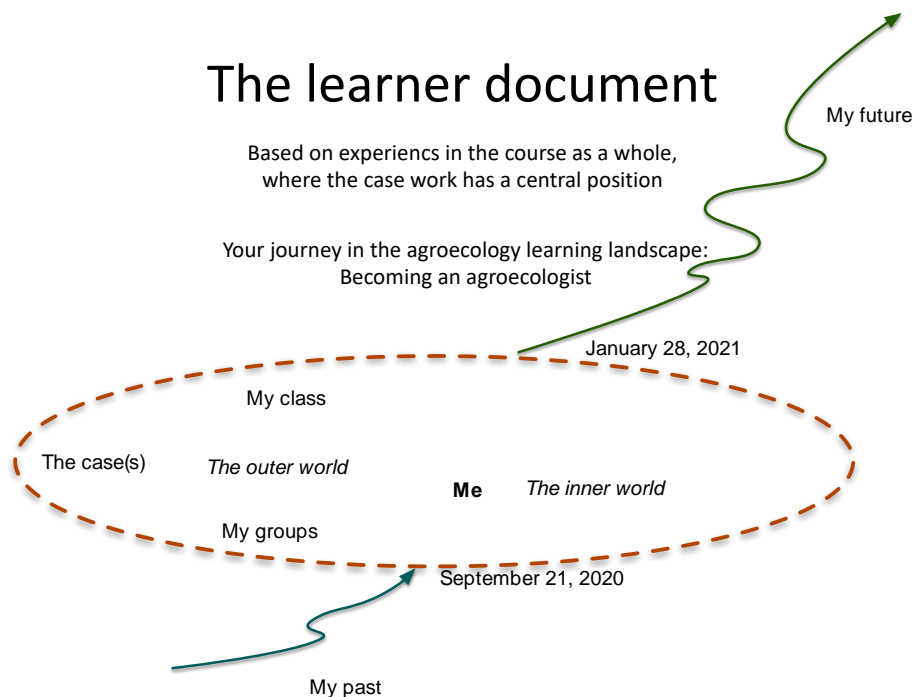 The learner document
My future
Based on experiencs in the course as a whole,
where the case work has a central position
Your journey in the agroecology learning landscape:
Becoming an agroecologist
January 28, 2021
My class
The case(s)
The outer world
Me
The inner world
My groups
September 21, 2020
My past